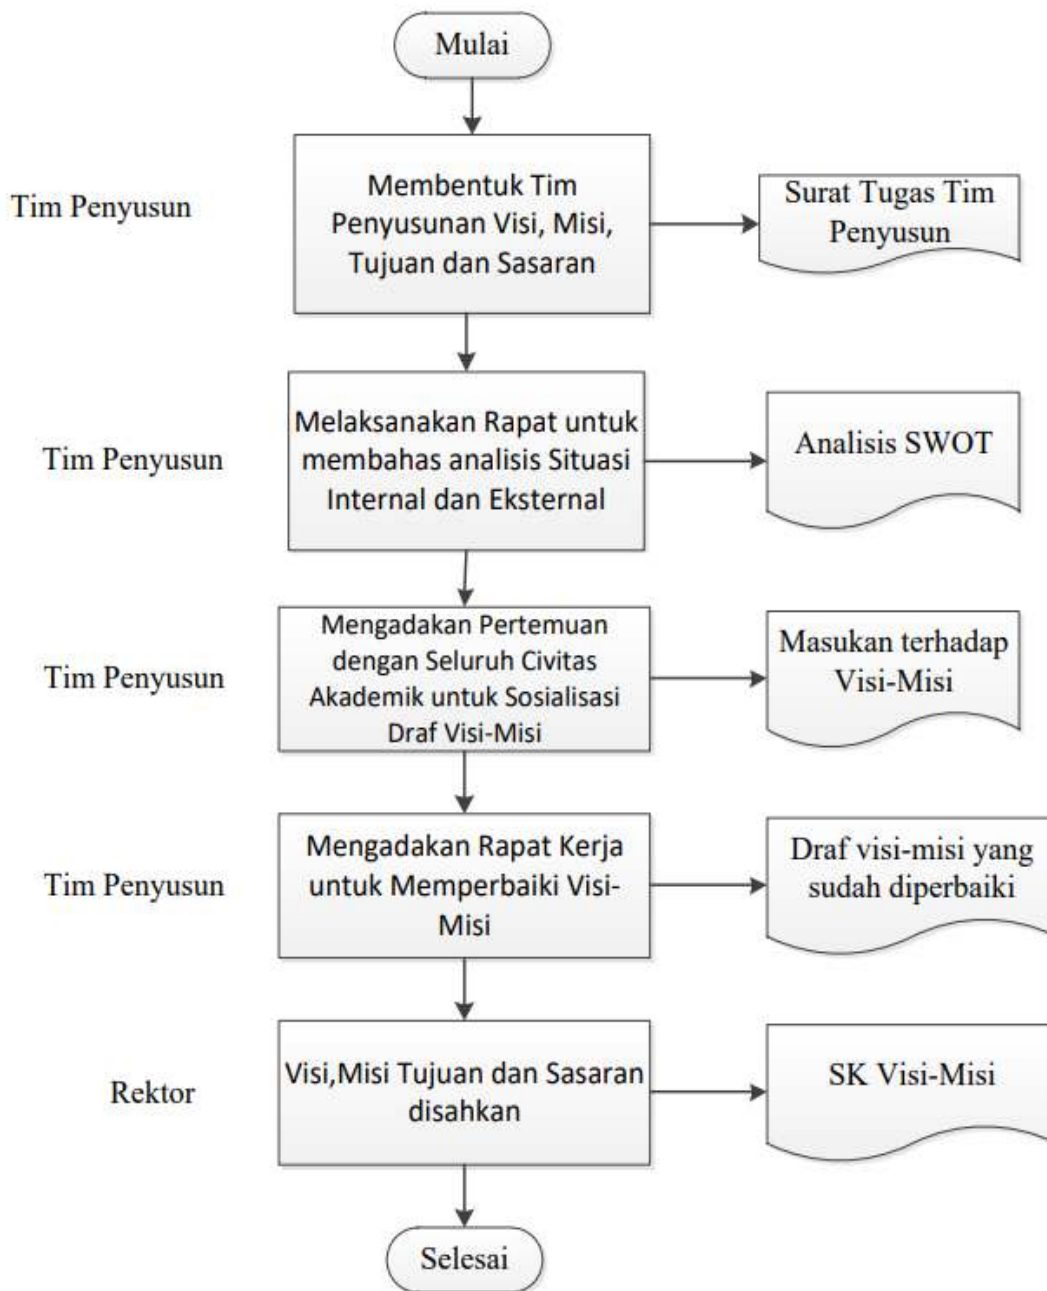 Mulai
Tim Penyusun
Membentuk Tim
Penyusunan Visi, Misi,
Tujuan dan Sasaran
Surat Tugas Tim
Penyusun
Tim Penyusun
Melaksanakan Rapat untuk
membahas analisis Situasi
Internal dan Eksternal
Analisis SWOT
Tim Penyusun
Mengadakan Pertemuan
dengan Seluruh Civitas
Akademik untuk Sosialisasi
Draf Visi-Misi
Masukan terhadap
Visi-Misi
Tim Penyusun
Mengadakan Rapat Kerja
untuk Memperbaiki Visi-
Misi
Draf visi-misi yang
sudah diperbaiki
Rektor
Visi,Misi Tujuan dan Sasaran
disahkan
SK Visi-Misi
Selesai